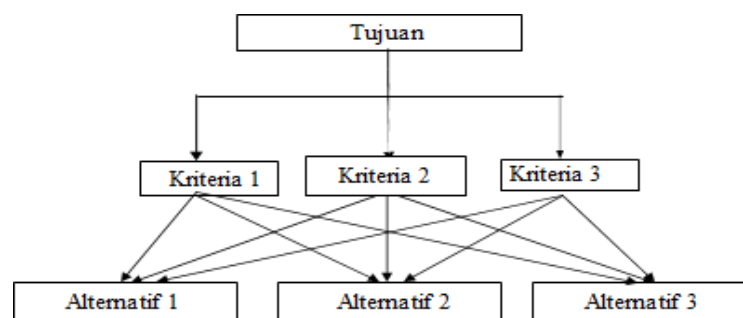 Tujuan
Kriteria 1
Kriteria 2
Kriteria 3
Alternatif 1
Alternatif 2
Alternatif 3